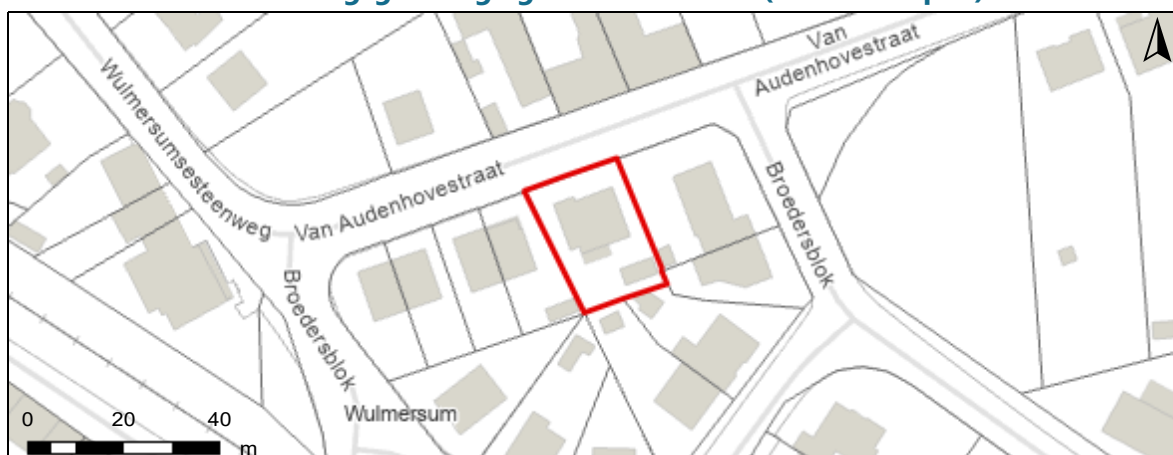 Van
Audenhovestraat
Wulmersumsesteenweg
Van Audenhovestraat
Broedersblok
Broedersblok
Wulmersum
0 20 40
m